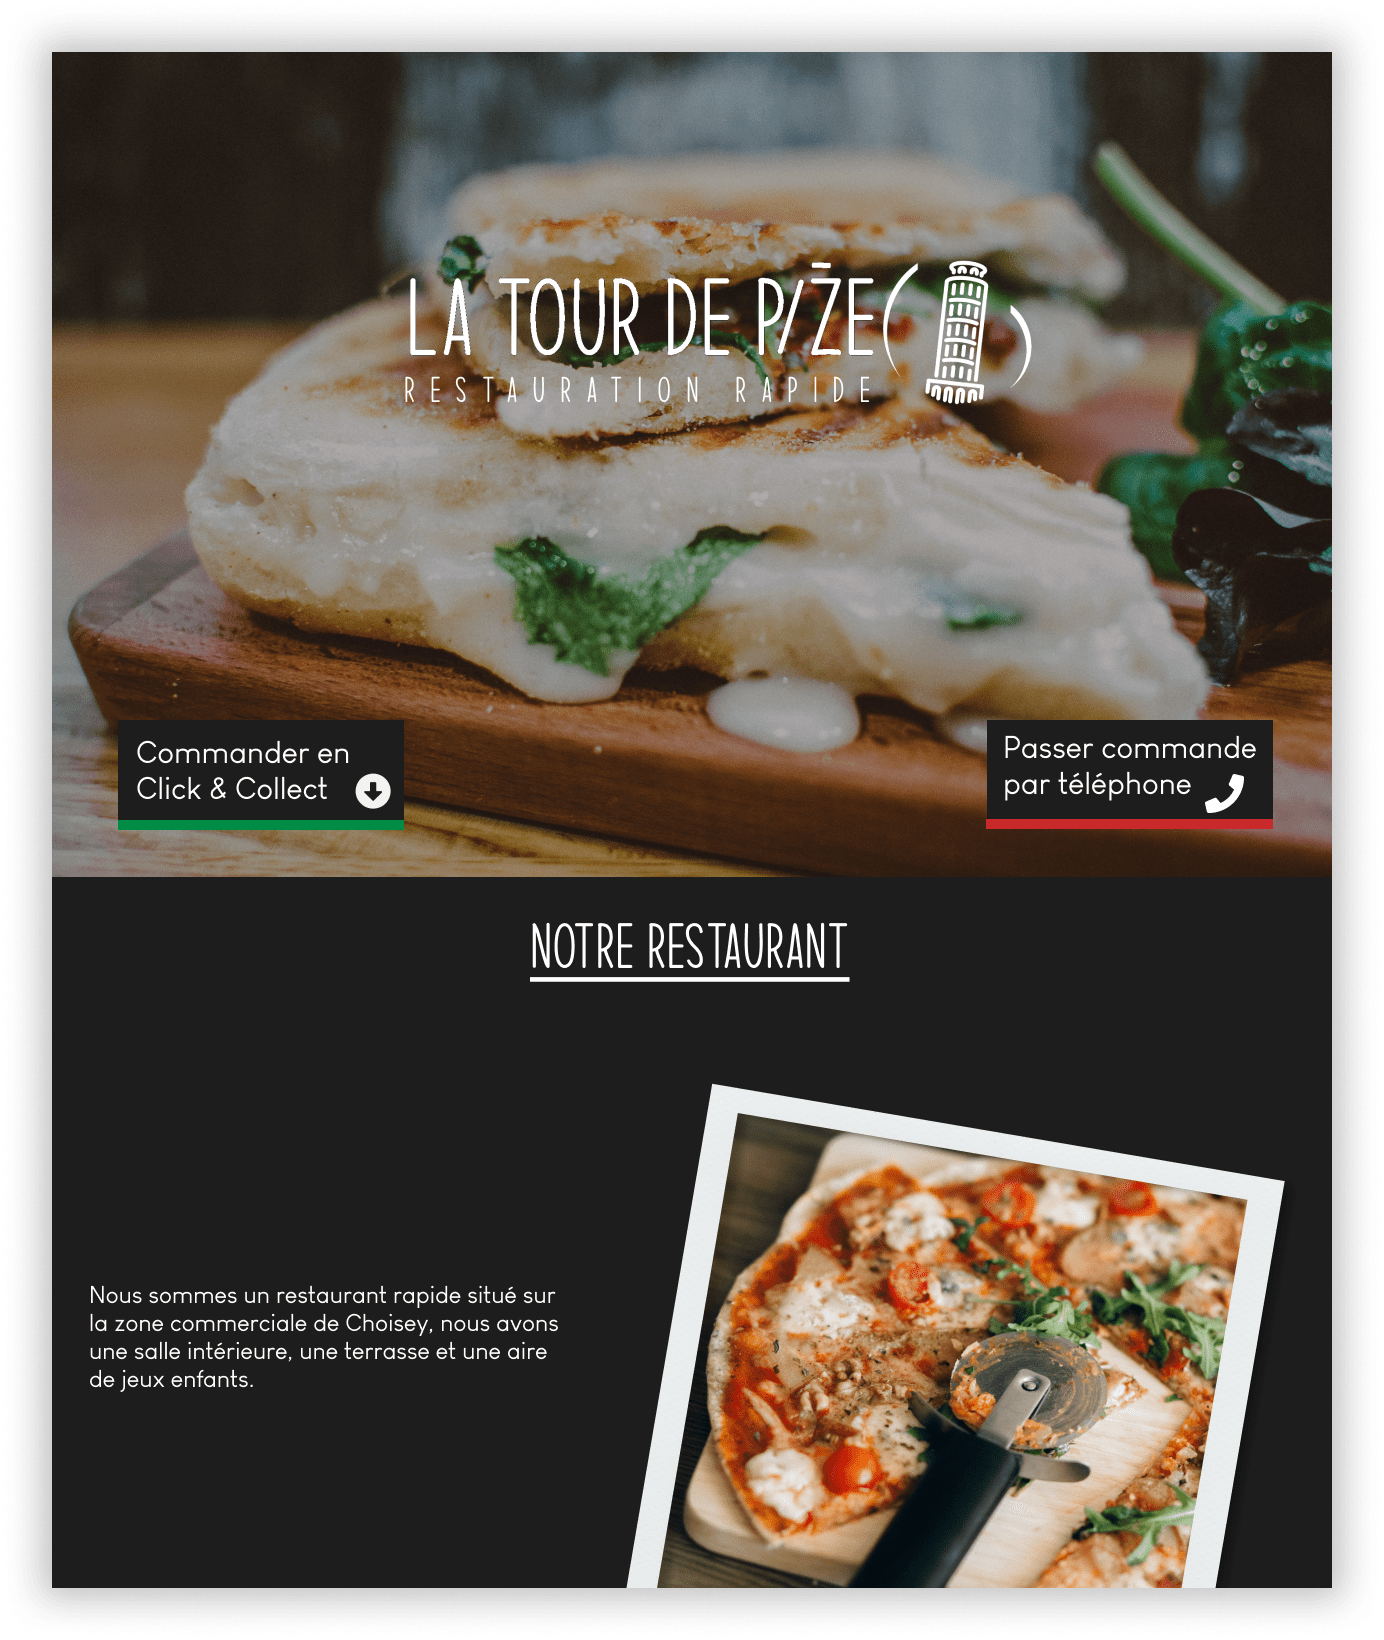 LA TOUR DE PIZE
RESTAURATION RAPIDE
Commander en
Click & Collect
Passer commande
par téléphone
NOTRE RESTAURANT
Nous sommes un restaurant rapide situé sur
la zone commerciale de Choisey, nous avons
une salle intérieure, une terrasse et une aire
de jeux enfants.